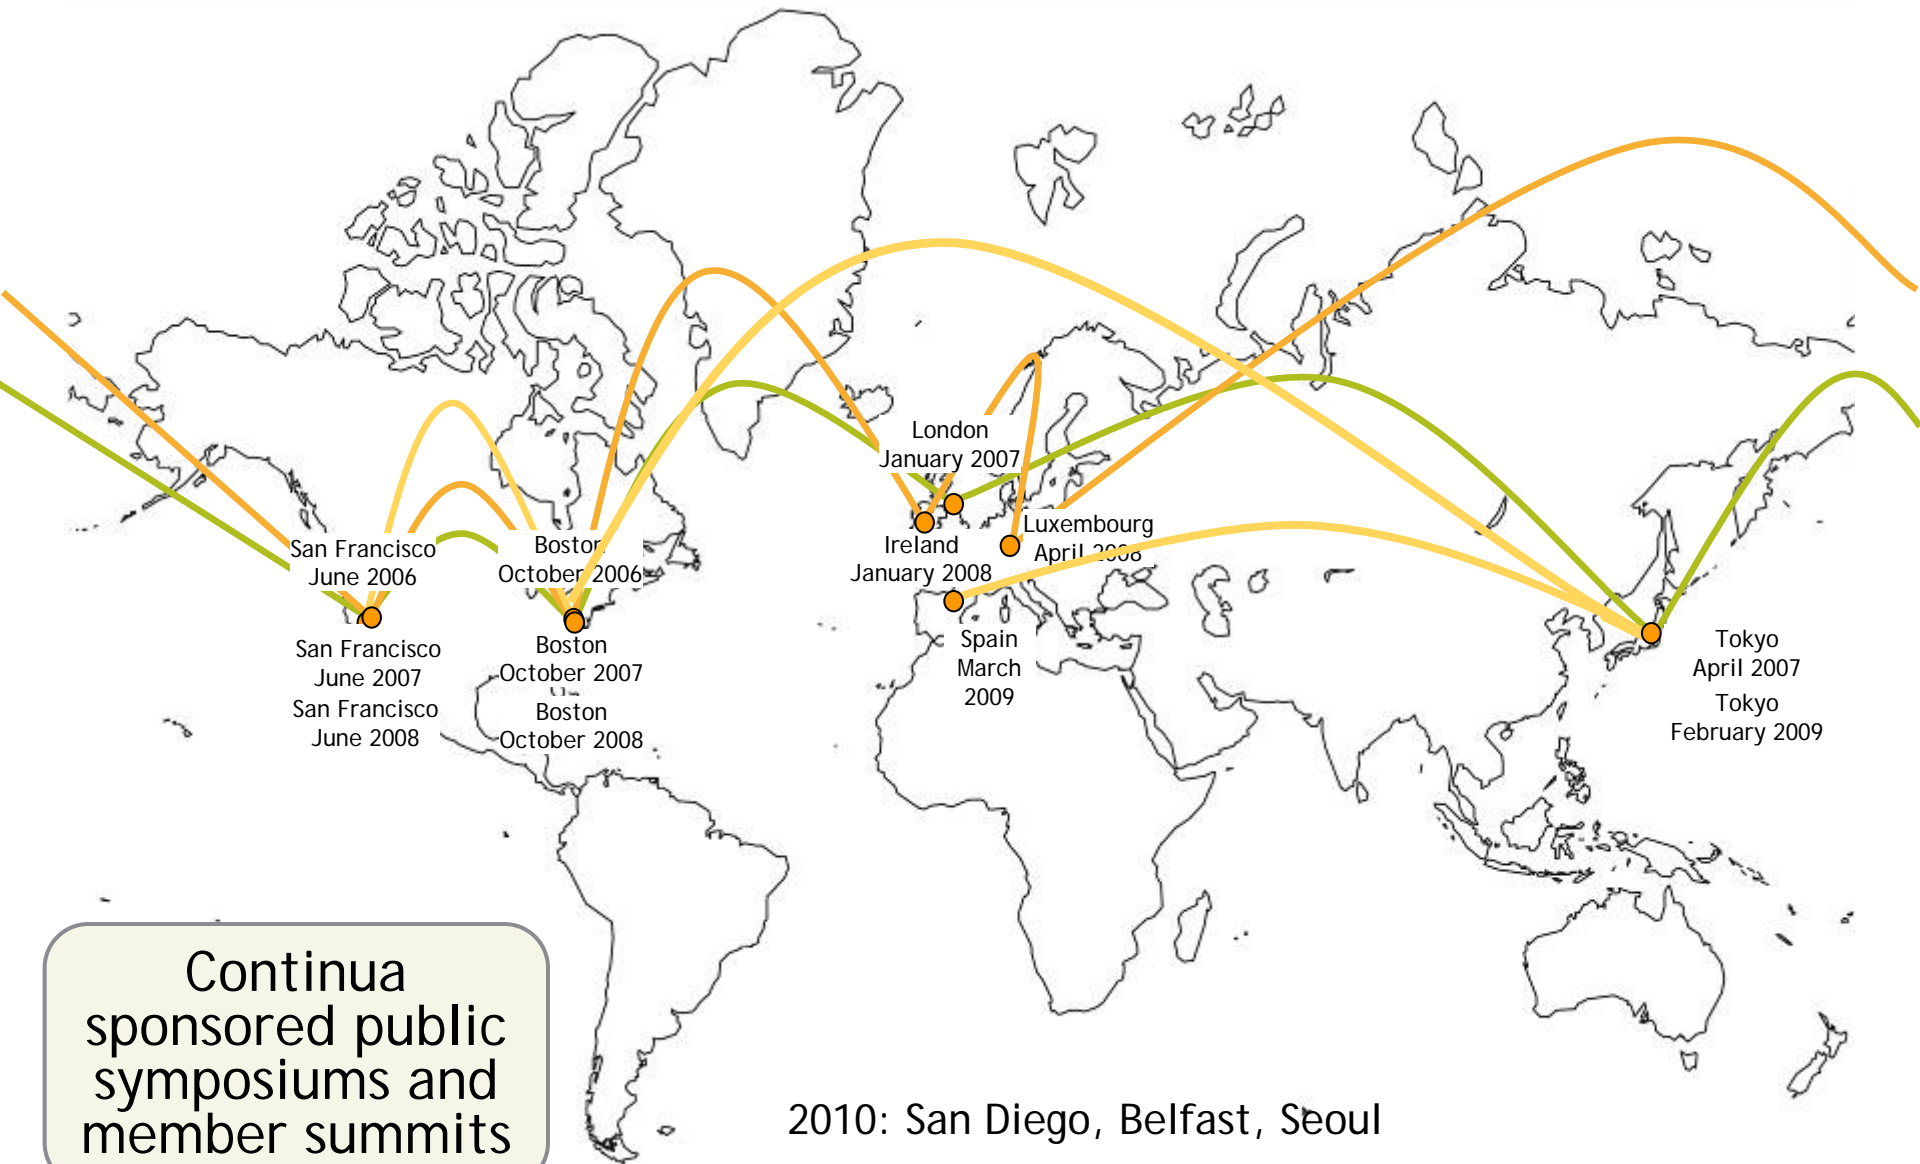 London
January 2007
San Francisco
June 2006
Boston
October 2006
Ireland
January 2008
Luxembourg
April 2008
San Francisco
June 2007
San Francisco
June 2008
Boston
October 2007
Boston
October 2008
Spain
March
2009
Tokyo
April 2007
Tokyo
February 2009
Continua
sponsored public
symposiums and
member summits
2010: San Diego, Belfast, Seoul